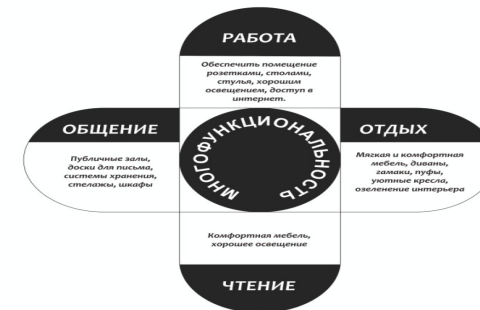 РАБОТА
Обеспечить помещение
розетками, столами,
стулья, хорошим
освещением, доступ в
интернет.
ОБЩЕНИЕ
Публичные залы,
доски для письма,
системы хранения,
стелажы, шкафы
МНОГОФУНКЦИОНАЛЬНОСТЬ
ОТДЫХ
Мягкая и комфортная
мебель, диваны,
гамаки, пуфы,
уютные кресла,
озеленение интерьера
Комфортная мебель,
хорошее освещение
ЧТЕНИЕ